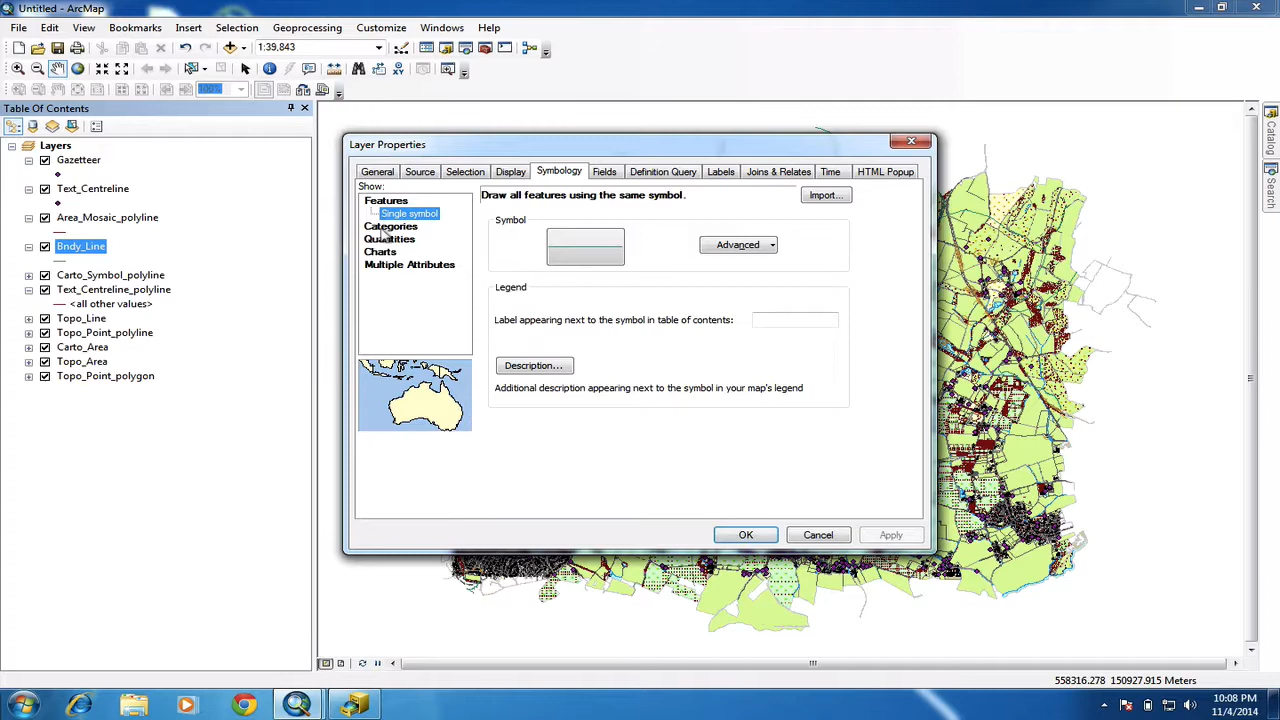 Untitled - ArcMap
File Edit View Bookmarks Insert Selection Geoprocessing Customize Windows Help
1:39,843
100%
Table Of Contents
Layers
Gazetteer
Text_Centreline
Area_Mosaic_polyline
Bndy_Line
Carto_Symbol_polyline
Text_Centreline_polyline
<all other values>
Topo_Line
Topo_Point_polyline
Carto_Area
Topo_Area
Topo_Point_polygon
Layer Properties
General Source Selection Display Symbology Fields Definition Query Labels Joins & Relates Time HTML Popup
Show:
Features
Single symbol
Categories
Quantities
Charts
Multiple Attributes
Draw all features using the same symbol.
Import...
Symbol
Advanced
Legend
Label appearing next to the symbol in table of contents:
Description...
Additional description appearing next to the symbol in your map's legend
OK Cancel Apply
Catalog
Search
558316.278 150927.915 Meters
10:08 PM
11/4/2014